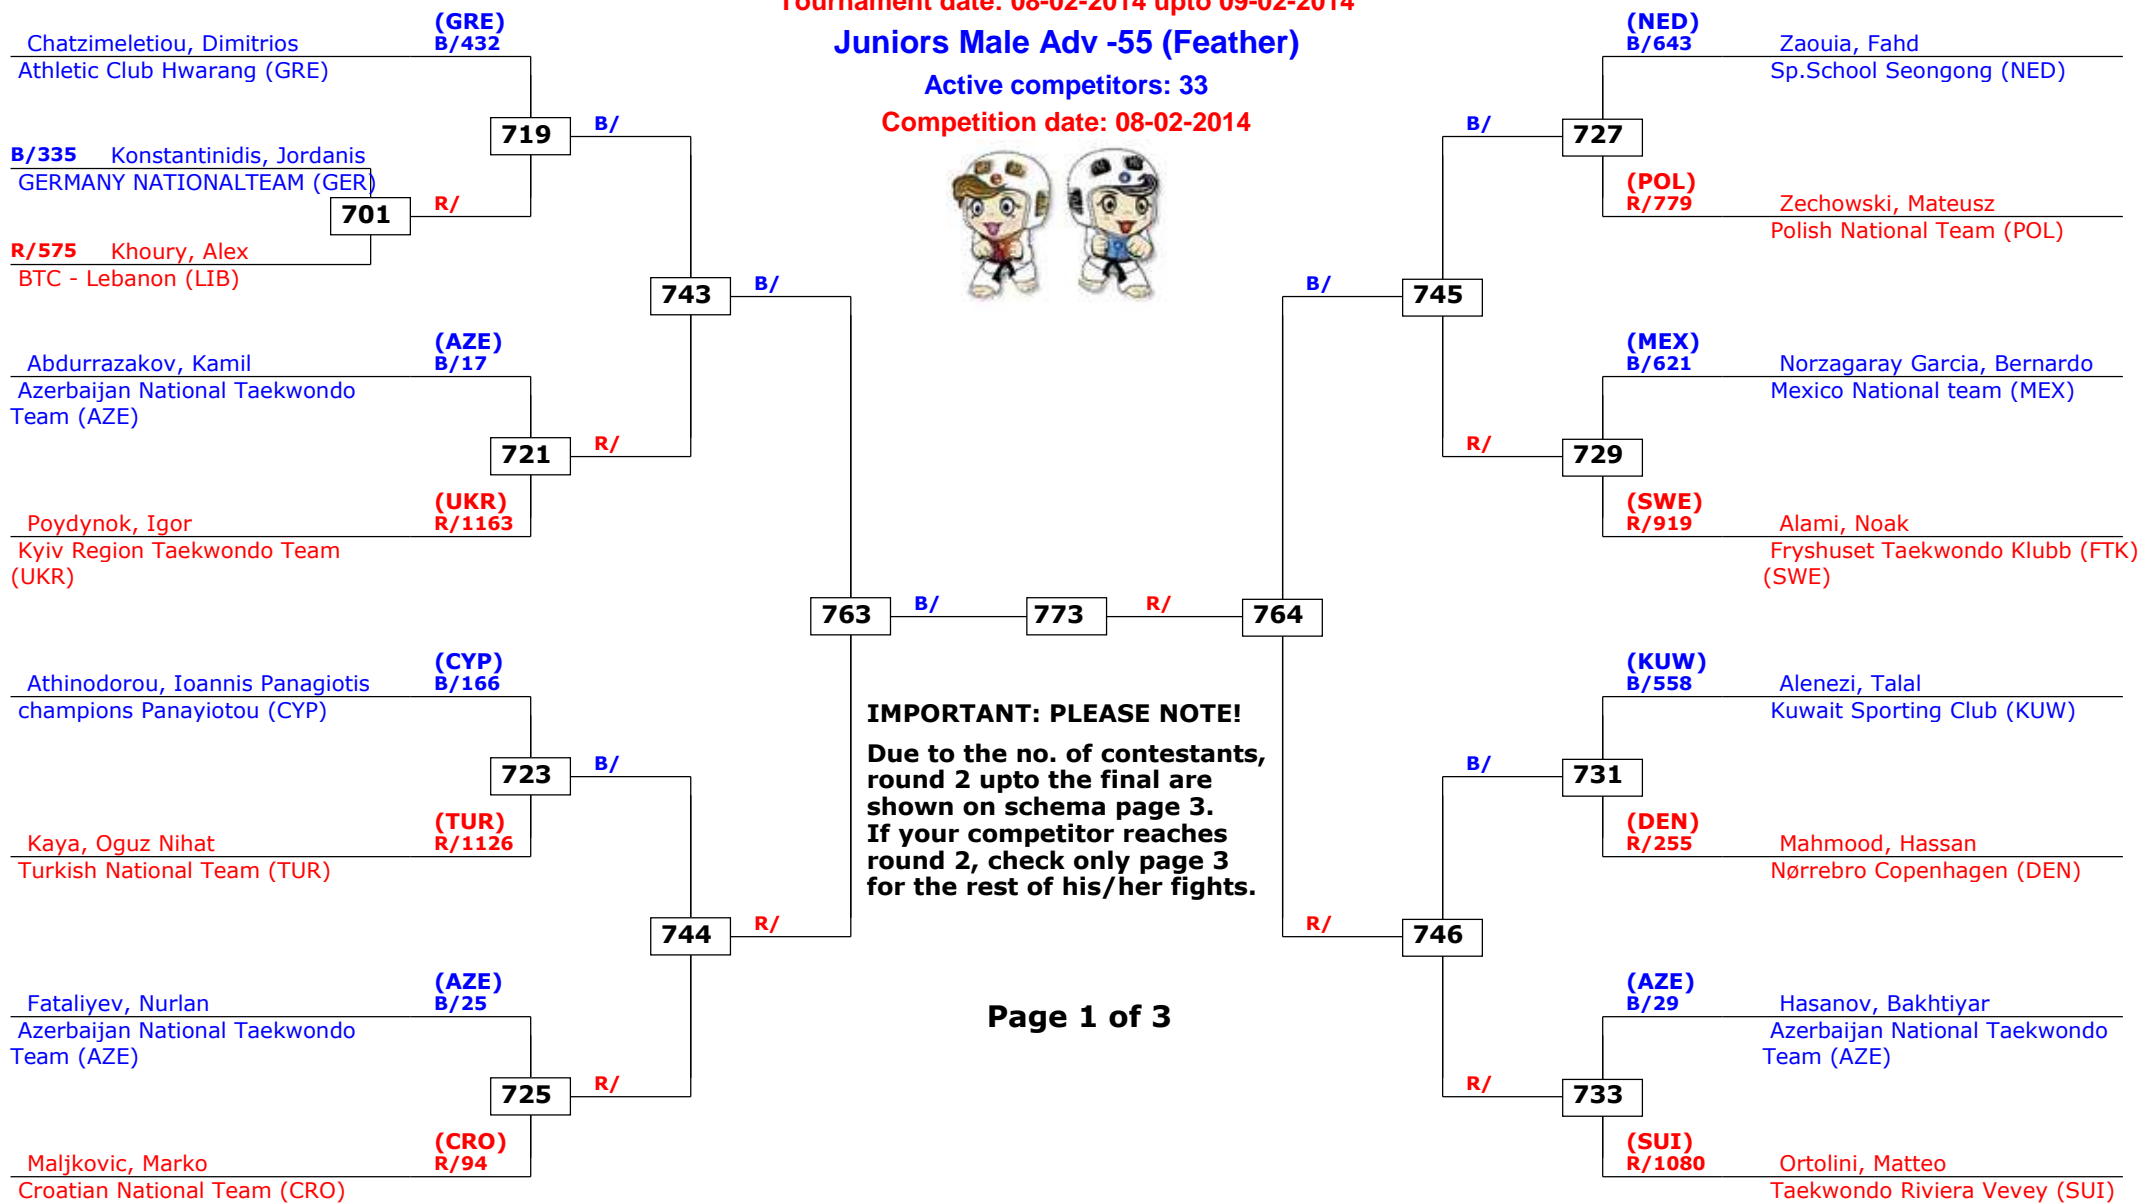 Tournament date: 08-02-2014 upto 09-02-2014
Juniors Male Adv -55 (Feather)
Active competitors: 33
Competition date: 08-02-2014
(GRE)
Chatzimeletiou, Dimitrios B/432
Athletic Club Hwarang (GRE)
719 B/
B/335 Konstantinidis, Jordanis
GERMANY NATIONALTEAM (GER)
701 R/
R/575 Khoury, Alex
BTC - Lebanon (LIB)
743 B/
(AZE)
Abdurrazakov, Kamil B/17
Azerbaijan National Taekwondo
Team (AZE)
721 R/
(UKR)
Poydynok, Igor R/1163
Kyiv Region Taekwondo Team
(UKR)
763 B/ 773 R/ 764
(CYP)
Athinodorou, Ioannis Panagiotis B/166
champions Panayiotou (CYP)
723 B/
(TUR)
Kaya, Oguz Nihat R/1126
Turkish National Team (TUR)
744 R/
(AZE)
Fataliyev, Nurlan B/25
Azerbaijan National Taekwondo
Team (AZE)
725 R/
(CRO)
Maljkovic, Marko R/94
Croatian National Team (CRO)
IMPORTANT: PLEASE NOTE!
Due to the no. of contestants,
round 2 upto the final are
shown on schema page 3.
If your competitor reaches
round 2, check only page 3
for the rest of his/her fights.
Page 1 of 3
(NED)
B/643 Zaouia, Fahd
Sp.School Seongong (NED)
B/ 727
(POL)
R/779 Zechowski, Mateusz
Polish National Team (POL)
B/ 745
(MEX)
B/621 Norzagaray Garcia, Bernardo
Mexico National team (MEX)
R/ 729
(SWE)
R/919 Alami, Noak
Fryshuset Taekwondo Klubb (FTK)
(SWE)
(KUW)
B/558 Alenezi, Talal
Kuwait Sporting Club (KUW)
B/ 731
(DEN)
R/255 Mahmood, Hassan
Nørrebro Copenhagen (DEN)
R/ 746
(AZE)
B/29 Hasanov, Bakhtiyar
Azerbaijan National Taekwondo
Team (AZE)
R/ 733
(SUI)
R/1080 Ortolini, Matteo
Taekwondo Riviera Vevey (SUI)